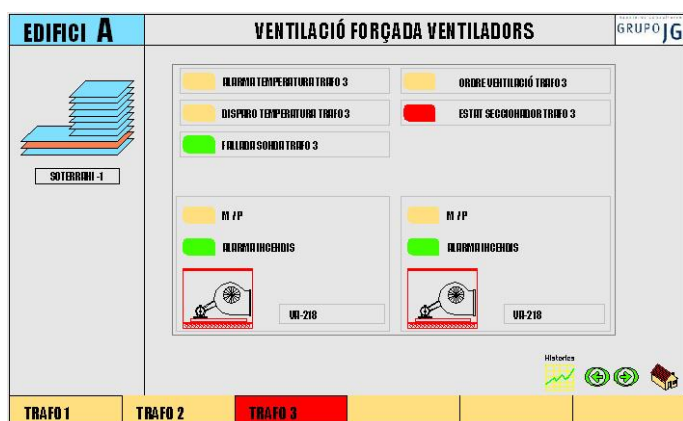 EDIFICI A
VENTILACIÓ FORÇADA VENTILADORS
GRUPO JG
ALARMA TEMPERATURA TRAFO 3
ORDRE VENTILACIÓ TRAFO 3
DISPARO TEMPERATURA TRAFO 3
ESTAT SECCIONADOR TRAFO 3
FALLADA SONDA TRAFO 3
SOTERRANI -1
M / P
M / P
ALARMA INCENDIS
ALARMA INCENDIS
VA-218
VA-218
Histories
TRAFO 1
TRAFO 2
TRAFO 3